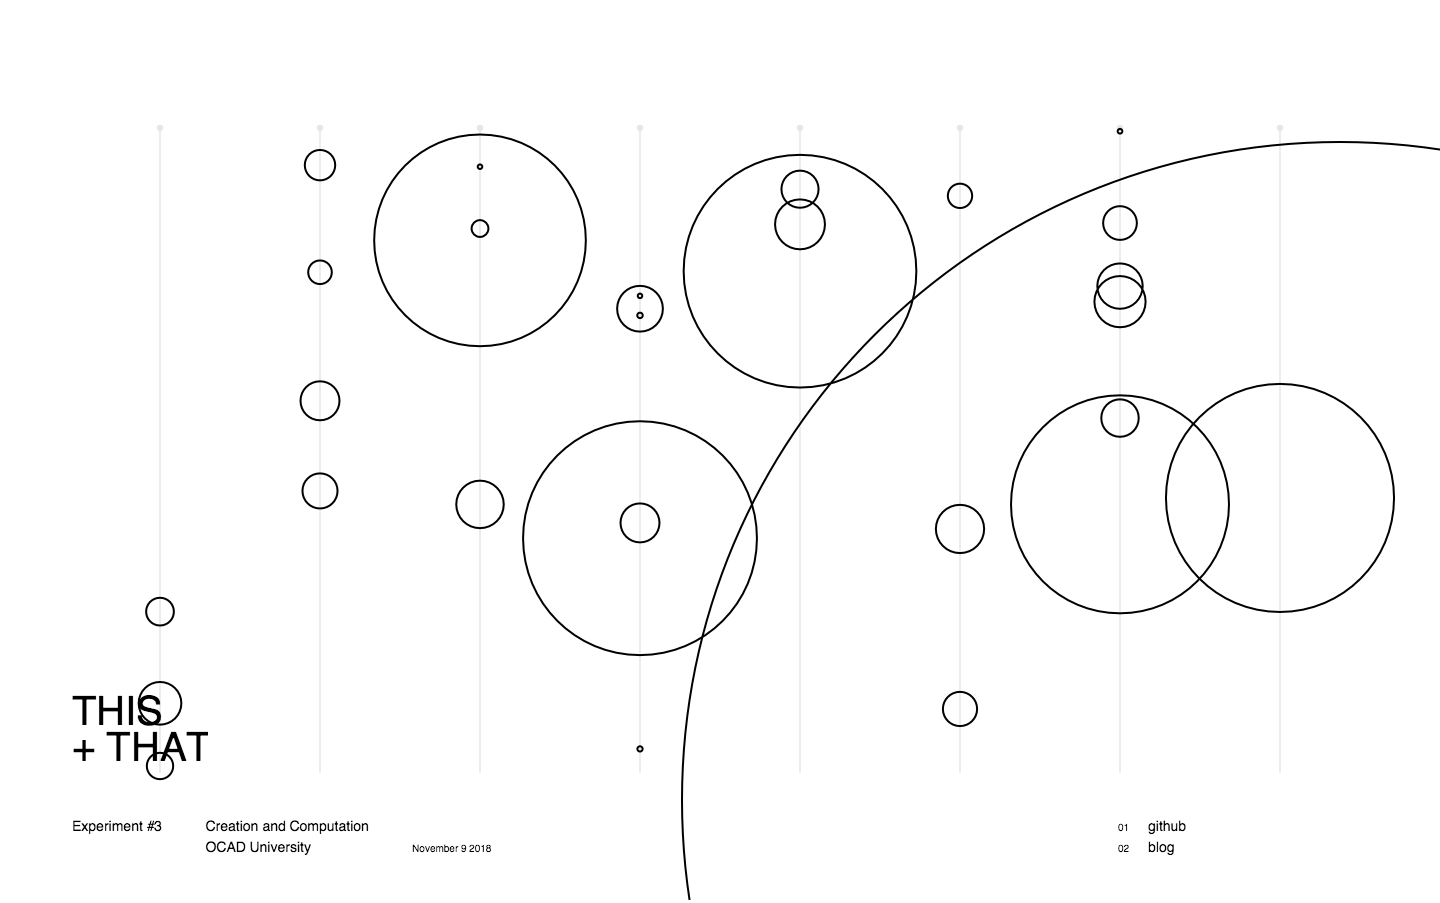 THIS
+ THAT
Experiment #3
Creation and Computation
OCAD University
November 9 2018
01 github
02 blog